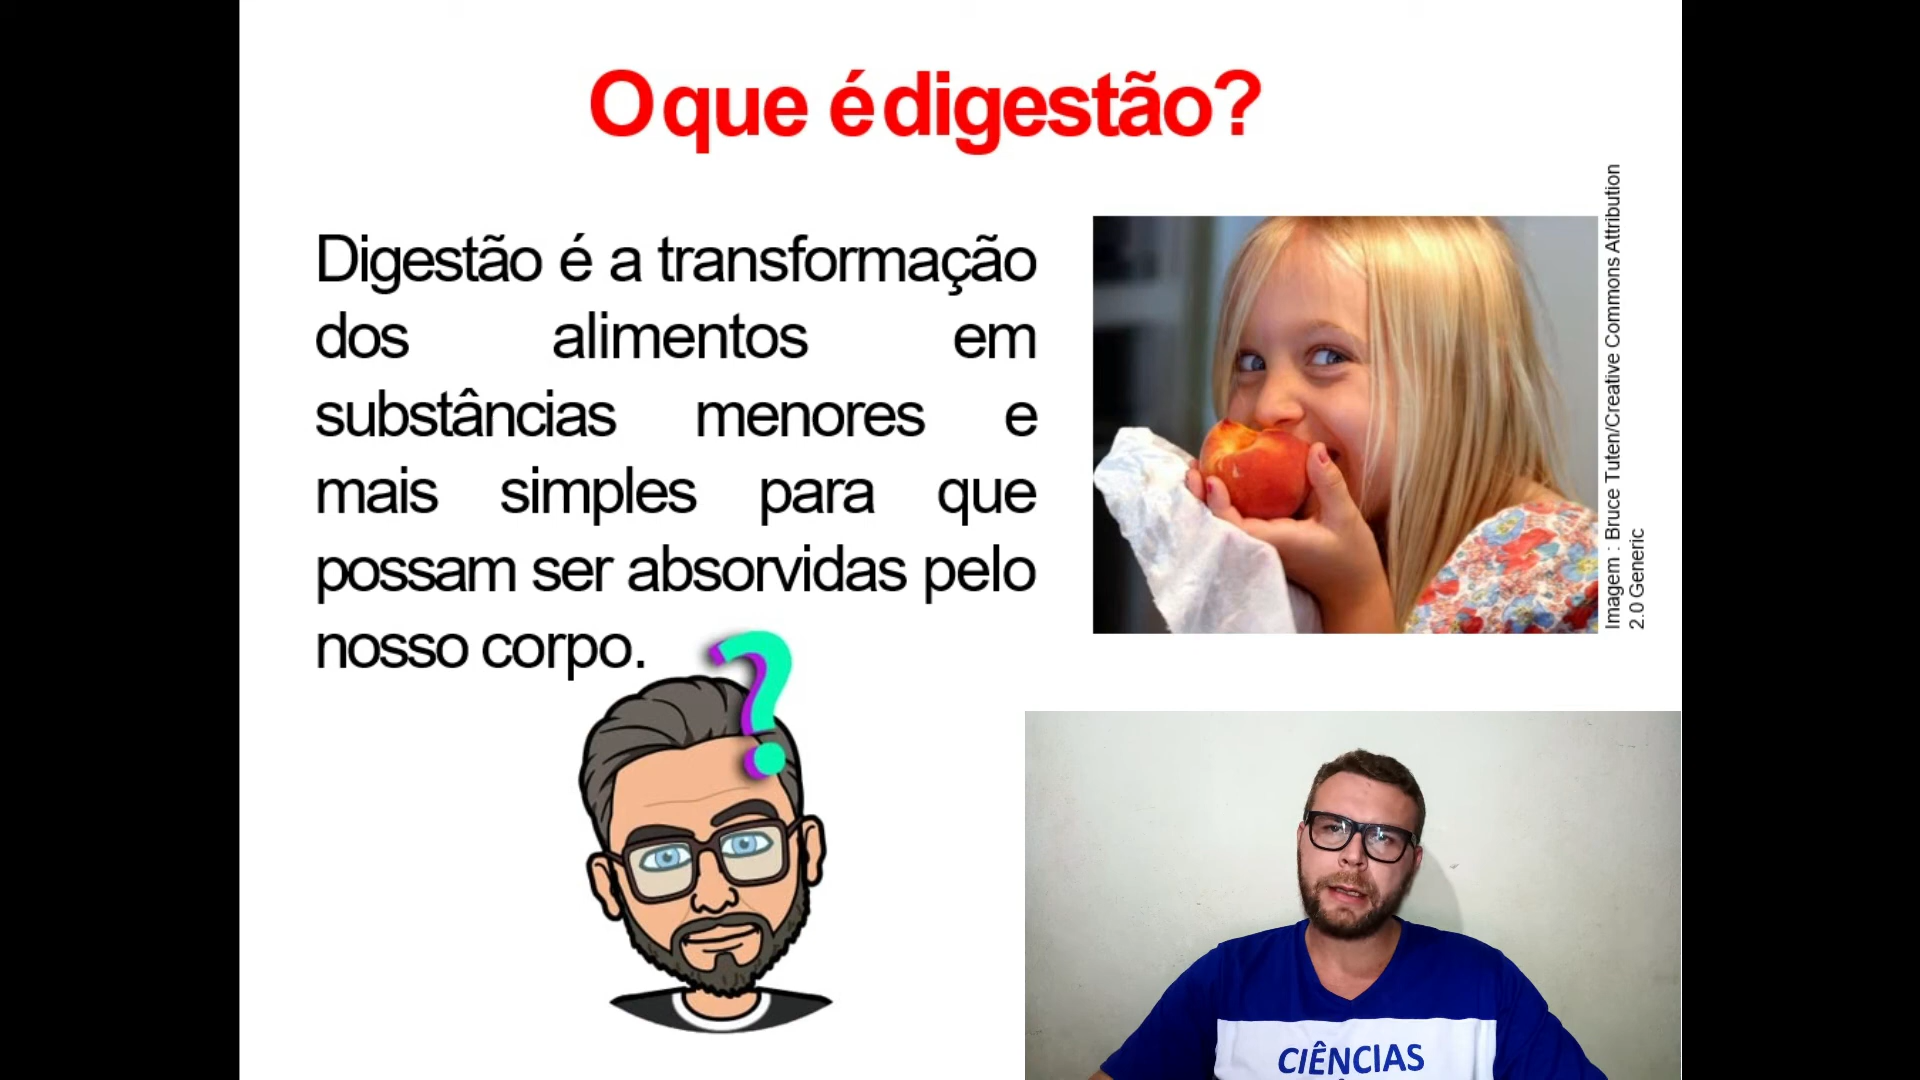 O que é digestão?
Digestão é a transformação
dos alimentos em
substâncias menores e
mais simples para que
possam ser absorvidas pelo
nosso corpo.
?
Imagem : Bruce Tuten/Creative Commons Attribution
2.0 Generic
CIÊNCIAS